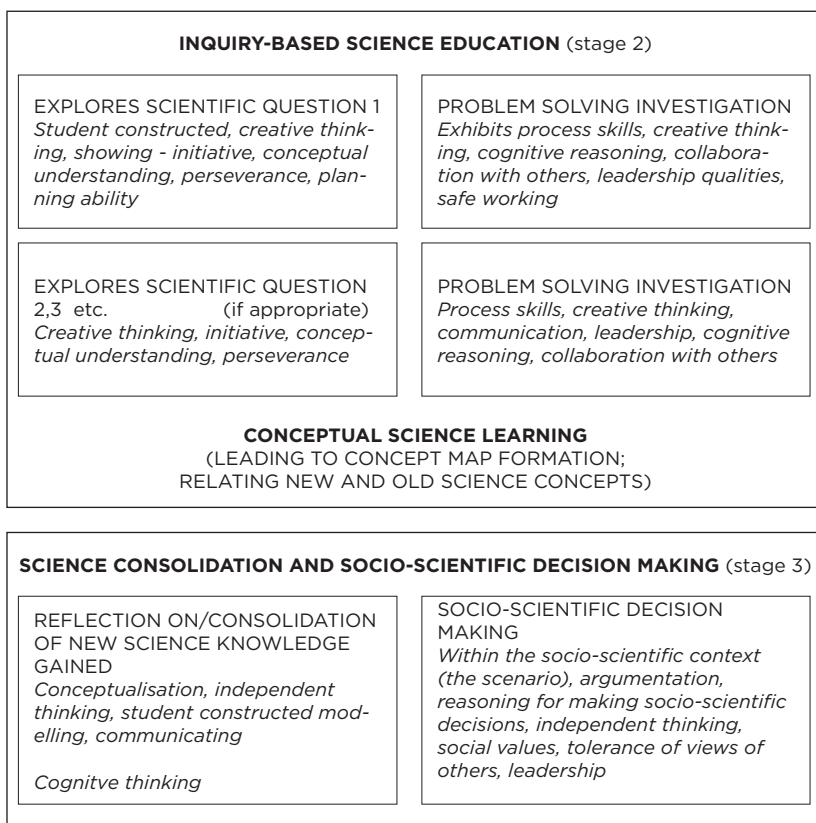 INQUIRY-BASED SCIENCE EDUCATION (stage 2)
EXPLORES SCIENTIFIC QUESTION 1
Student constructed, creative think-
ing, showing - initiative, conceptual
understanding, perseverance, plan-
ning ability
PROBLEM SOLVING INVESTIGATION
Exhibits process skills, creative think-
ing, cognitive reasoning, collabora-
tion with others, leadership qualities,
safe working
EXPLORES SCIENTIFIC QUESTION
2,3 etc. (if appropriate)
Creative thinking, initiative, concep-
tual understanding, perseverance
PROBLEM SOLVING INVESTIGATION
Process skills, creative thinking,
communication, leadership, cognitive
reasoning, collaboration with others
CONCEPTUAL SCIENCE LEARNING
(LEADING TO CONCEPT MAP FORMATION;
RELATING NEW AND OLD SCIENCE CONCEPTS)
SCIENCE CONSOLIDATION AND SOCIO-SCIENTIFIC DECISION MAKING (stage 3)
REFLECTION ON/CONSOLIDATION
OF NEW SCIENCE KNOWLEDGE
GAINED
Conceptualisation, independent
thinking, student constructed mod-
elling, communicating
Cognitve thinking
SOCIO-SCIENTIFIC DECISION
MAKING
Within the socio-scientific context
(the scenario), argumentation,
reasoning for making socio-scientific
decisions, independent thinking,
social values, tolerance of views of
others, leadership